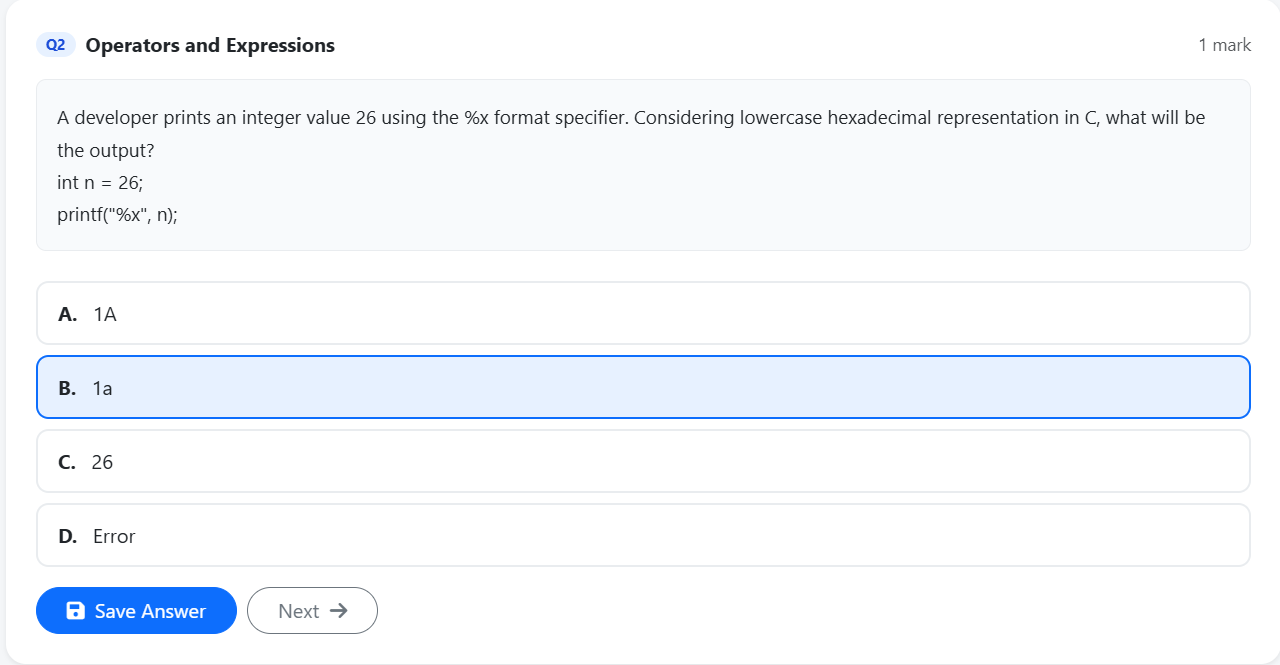 Q2 Operators and Expressions 1 mark
A developer prints an integer value 26 using the %x format specifier. Considering lowercase hexadecimal representation in C, what will be
the output?
int n = 26;
printf("%x", n);
A. 1A
B. 1a
C. 26
D. Error
Save Answer Next →